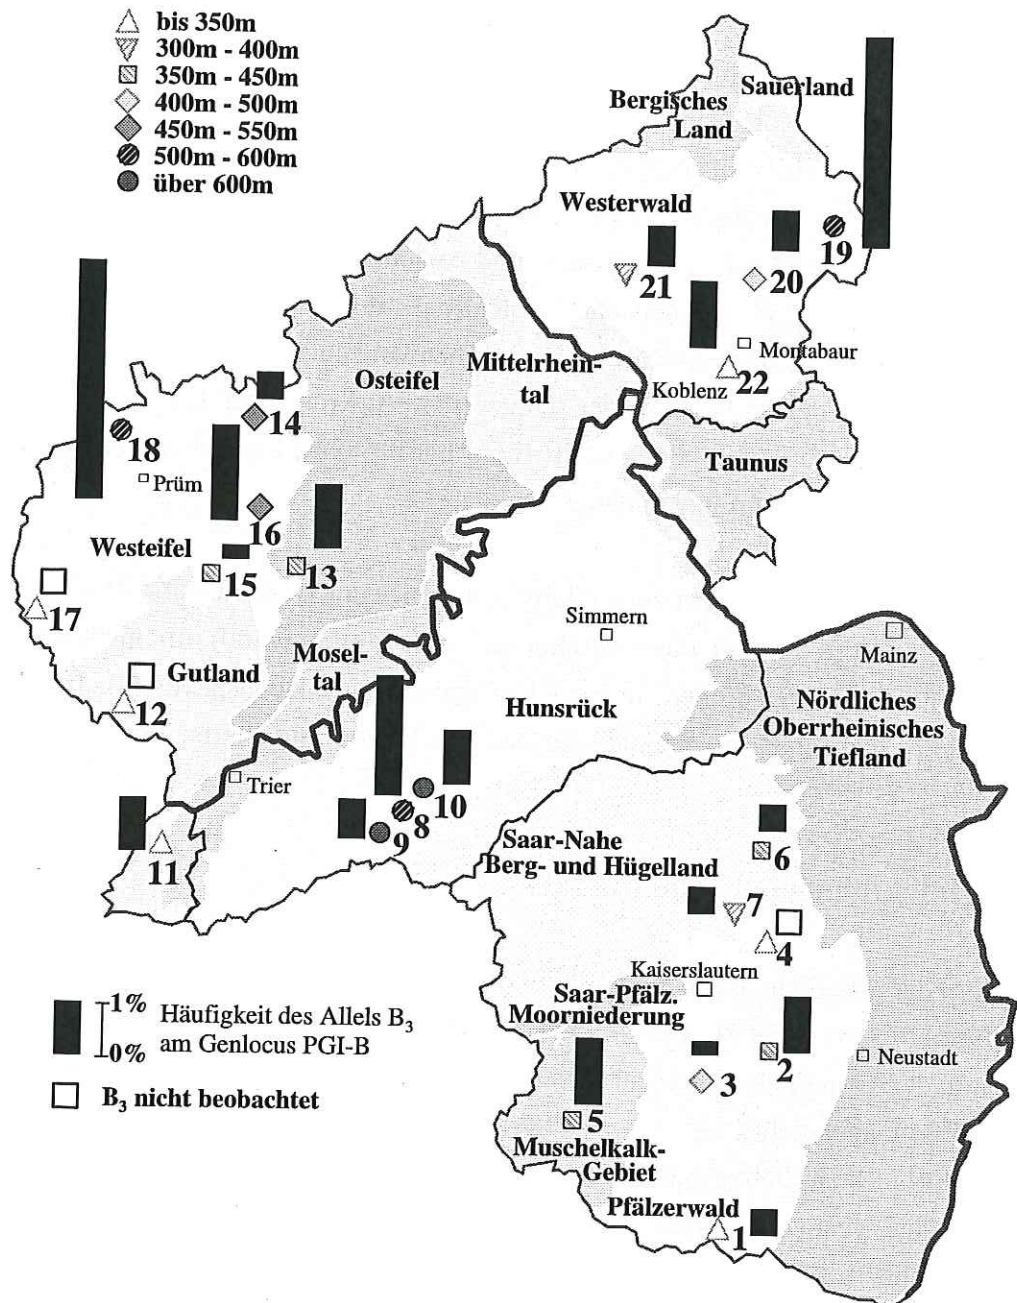 bis 350m
300m - 400m
350m - 450m
400m - 500m
450m - 550m
500m - 600m
über 600m
Sauerland
Bergisches
Land
Westerwald
19
20
21
Montabaur
22
Koblenz
Mittelrhein-
tal
Osteifel
14
18
Prüm
Taunus
16
Westeifel
15
13
17
Simmern
Mainz
Mosel-
tal
Gutland
12
Hunsrück
Nördliches
Oberrheinisches
Tiefland
Trier
10
8
9
11
Saar-Nahe
Berg- und Hügelland
6
7
4
Kaiserslautern
Saar-Pfälz.
Moorniederung
2
Neustadt
3
5
Muschelkalk-
Gebiet
Pfälzerwald
1
1%
0%
Häufigkeit des Allels B₃
am Genlocus PGI-B
B₃ nicht beobachtet